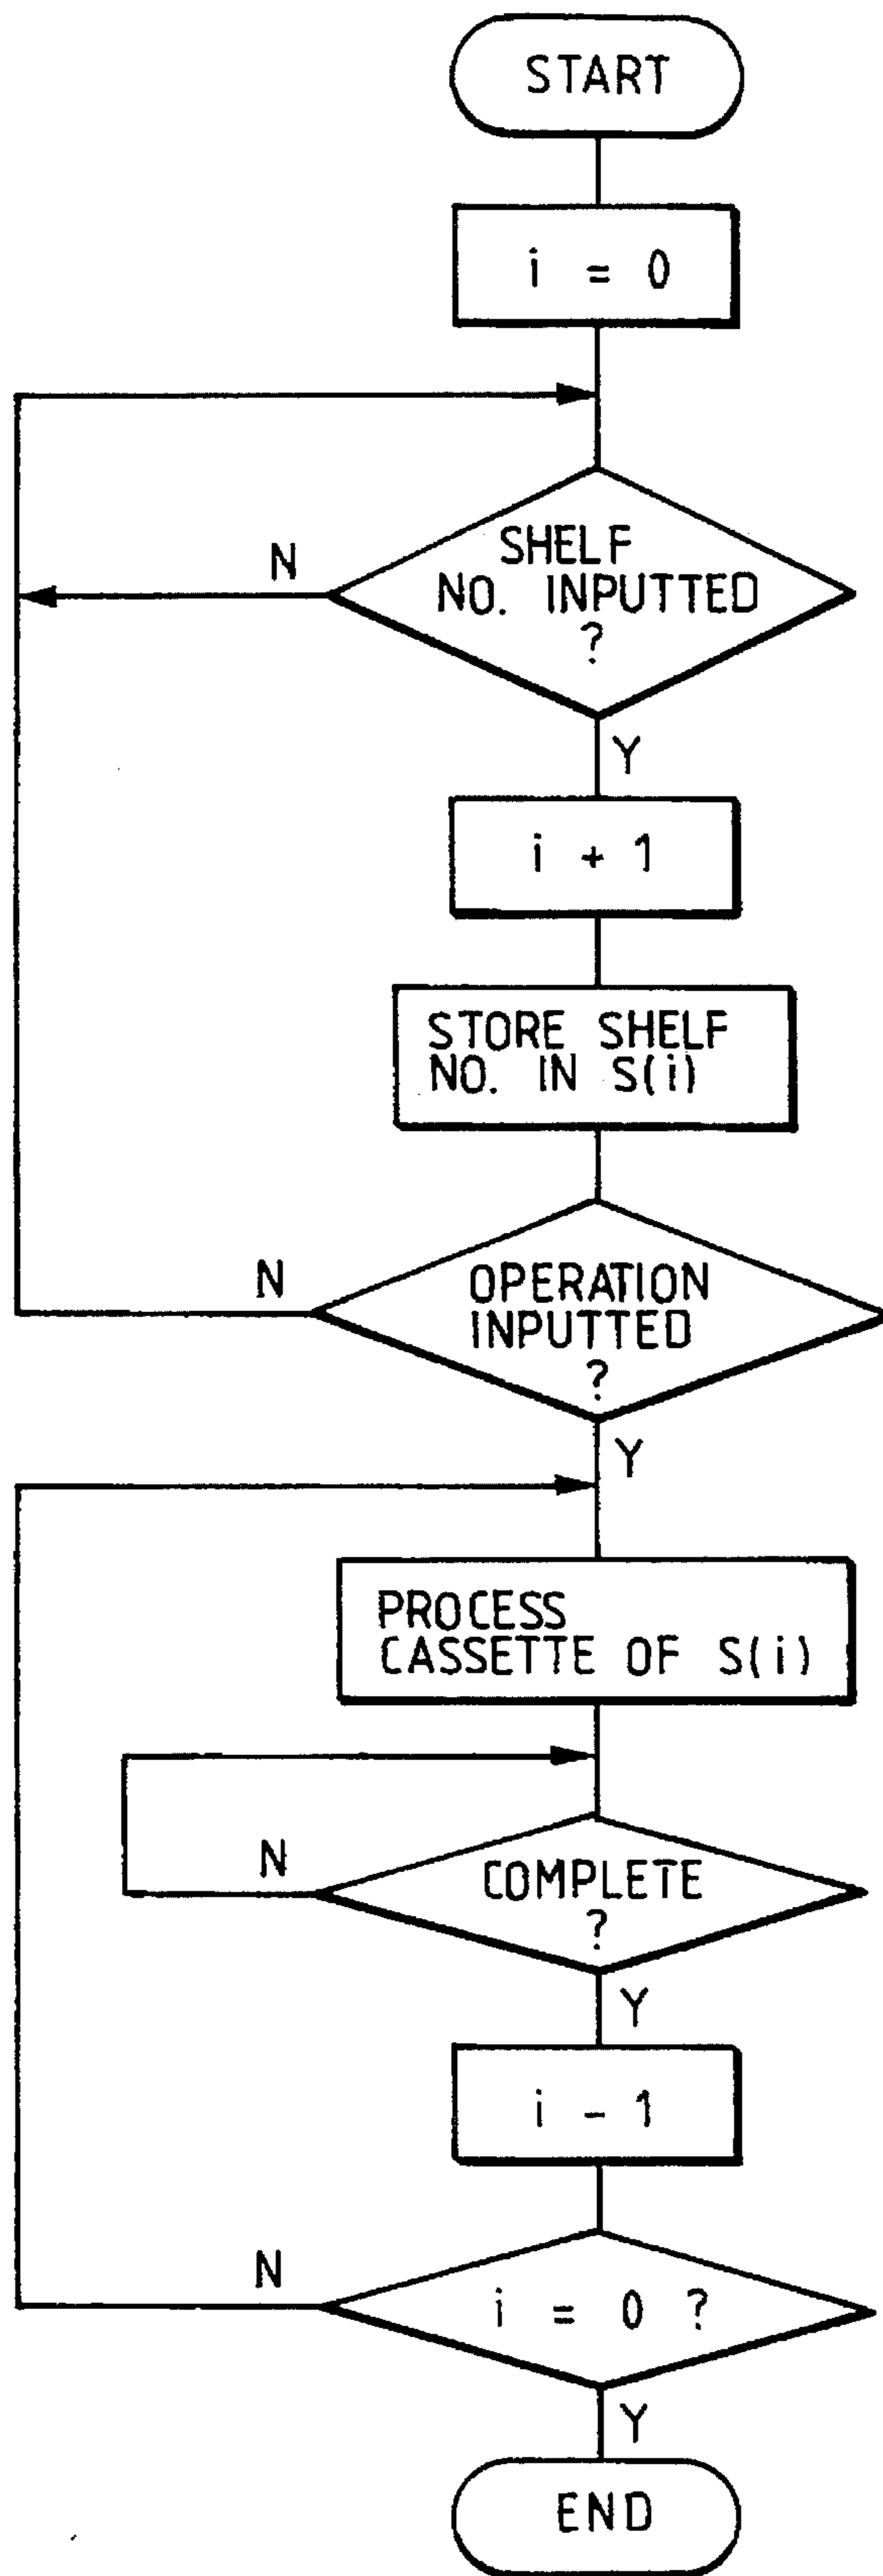 START
i = 0
SHELF
NO. INPUTTED
?
N
Y
i + 1
STORE SHELF
NO. IN S(i)
OPERATION
INPUTTED
?
N
Y
PROCESS
CASSETTE OF S(i)
COMPLETE
?
N
Y
i - 1
i = 0 ?
N
Y
END